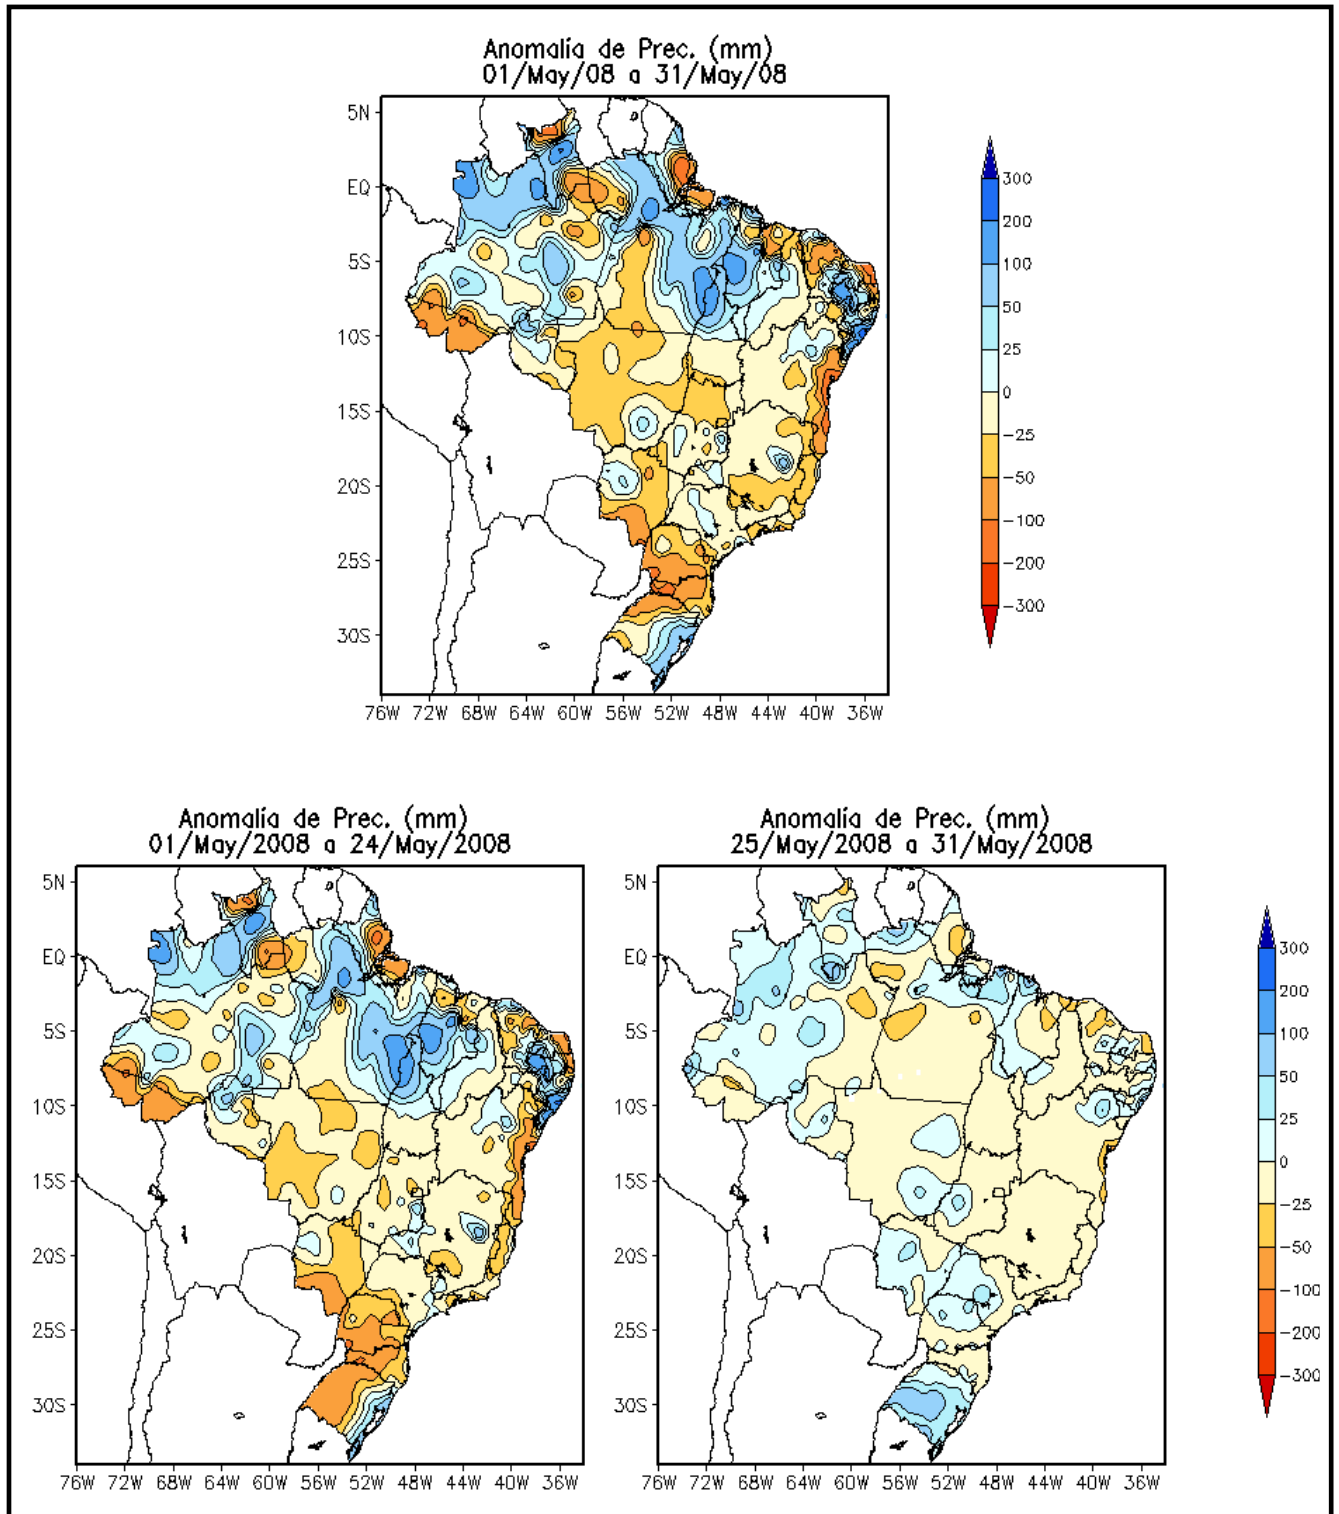 Anomalía de Prec. (mm)
01/May/08 a 31/May/08
5N
EQ
5S
10S
15S
20S
25S
30S
76W 72W 68W 64W 60W 56W 52W 48W 44W 40W 36W
300
200
100
50
25
0
-25
-50
-100
-200
-300
Anomalía de Prec. (mm)
01/May/2008 a 24/May/2008
5N
EQ
5S
10S
15S
20S
25S
30S
76W 72W 68W 64W 60W 56W 52W 48W 44W 40W 36W
Anomalía de Prec. (mm)
25/May/2008 a 31/May/2008
5N
EQ
5S
10S
15S
20S
25S
30S
76W 72W 68W 64W 60W 56W 52W 48W 44W 40W 36W
300
200
100
50
25
0
-25
-50
-100
-200
-300